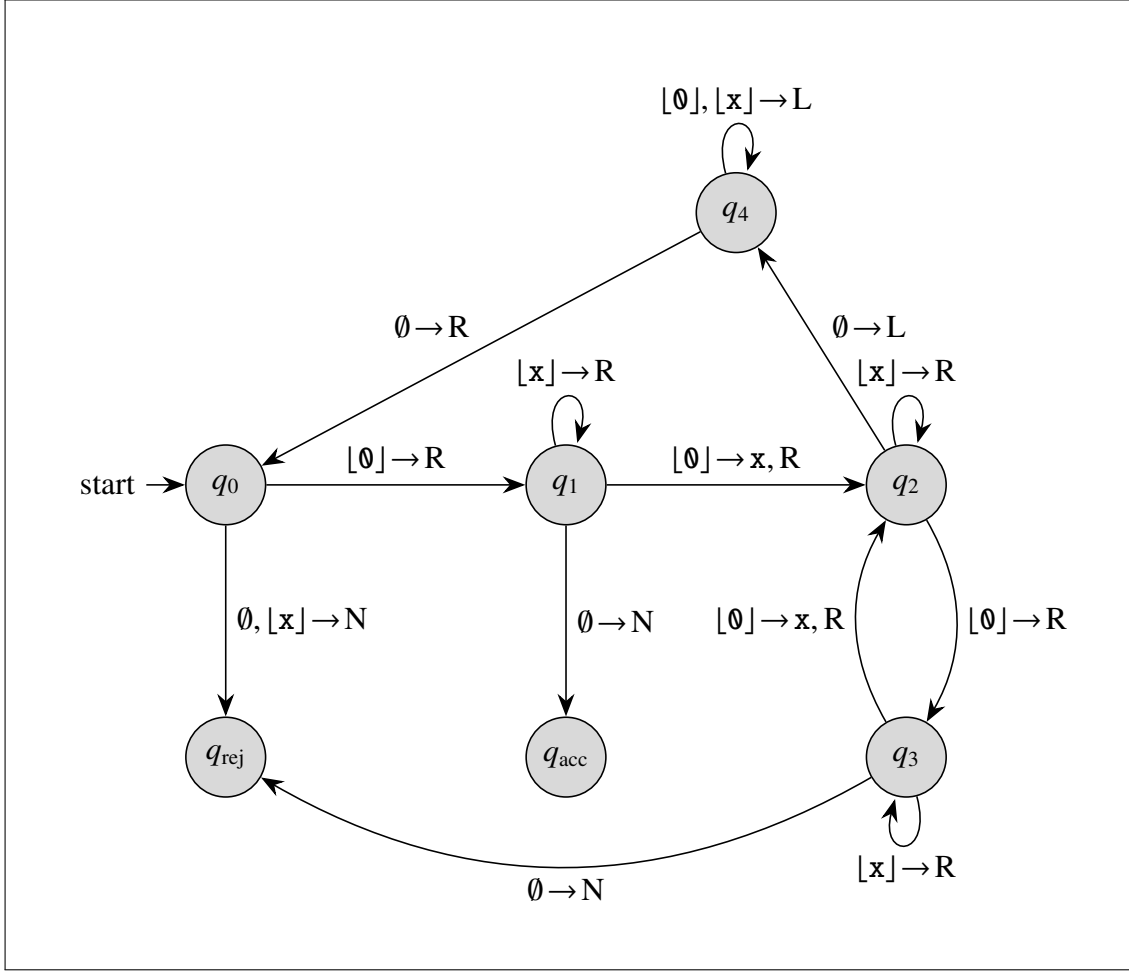 ⌊0⌋, ⌊x⌋ → L
q4
∅ → R
∅ → L
⌊x⌋ → R
⌊x⌋ → R
start
q0
⌊0⌋ → R
q1
⌊0⌋ → x, R
q2
∅, ⌊x⌋ → N
∅ → N
⌊0⌋ → x, R
⌊0⌋ → R
qrej
qacc
q3
⌊x⌋ → R
∅ → N